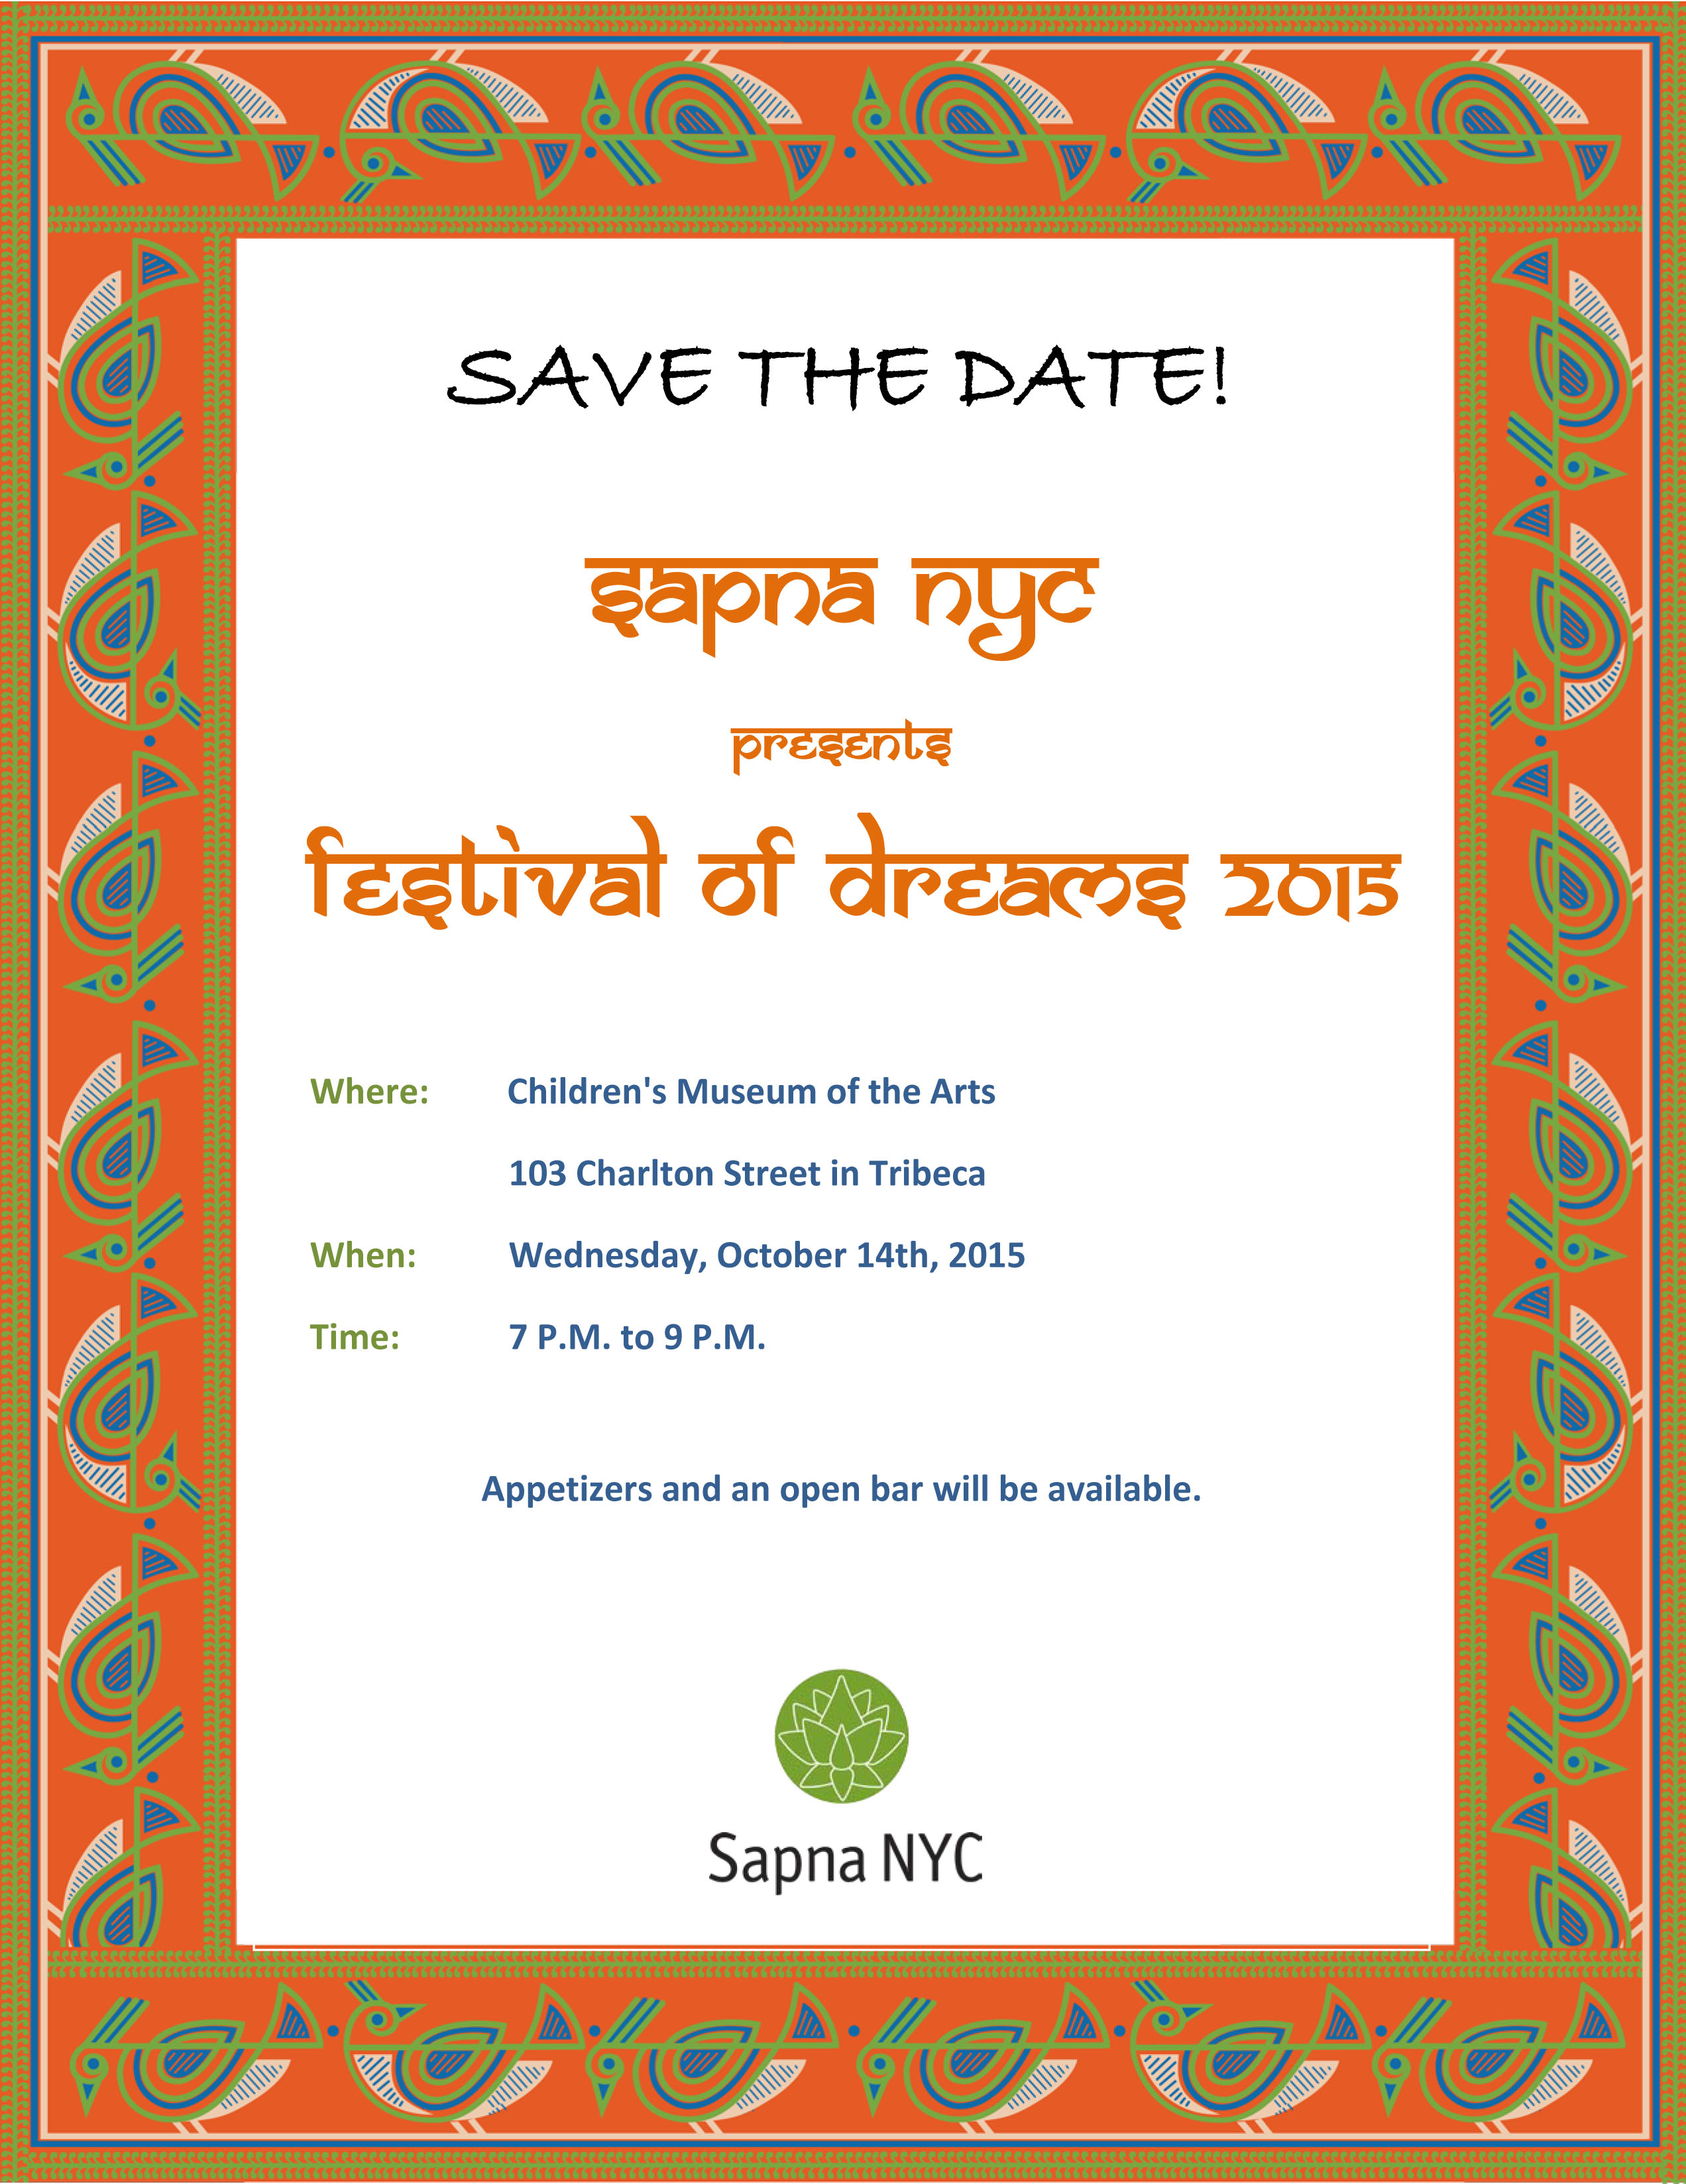 SAVE THE DATE!
Sapna NYC
presents
Festival of Dreams 2015
Where: Children's Museum of the Arts
103 Charlton Street in Tribeca
When: Wednesday, October 14th, 2015
Time: 7 P.M. to 9 P.M.
Appetizers and an open bar will be available.
Sapna NYC